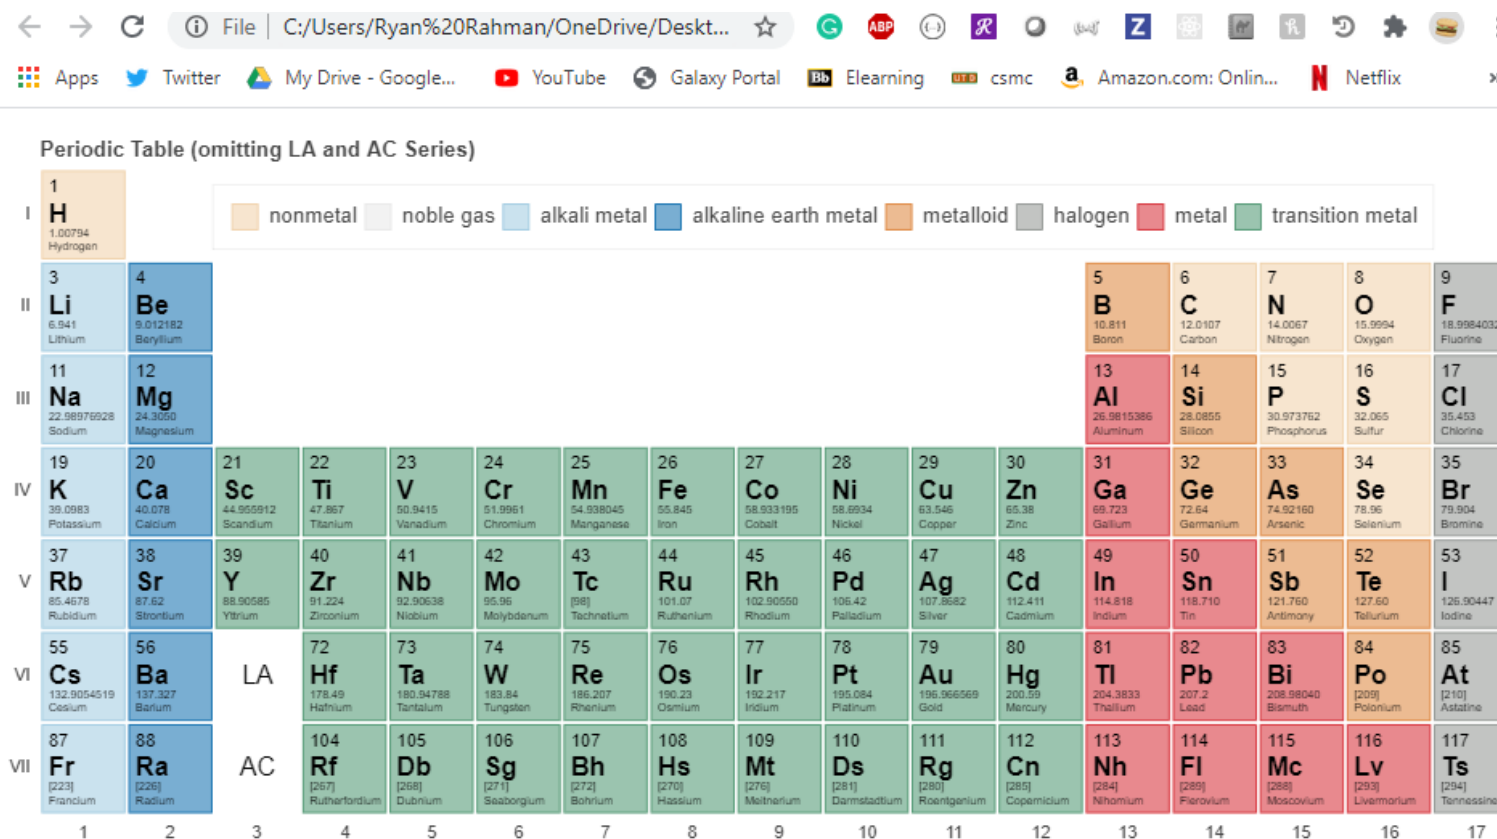 File | C:/Users/Ryan%20Rahman/OneDrive/Deskt...
ABP
Z
Apps Twitter My Drive - Google... YouTube Galaxy Portal Bb Elearning UTD csmc a Amazon.com: Onlin... N Netflix
Periodic Table (omitting LA and AC Series)
nonmetal noble gas alkali metal alkaline earth metal metalloid halogen metal transition metal
1
I H
1.00794
Hydrogen
3 4 5 6 7 8 9
II Li Be B C N O F
6.941 9.012182 10.811 12.0107 14.0067 15.9994 18.9984032
Lithium Beryllium Boron Carbon Nitrogen Oxygen Fluorine
11 12 13 14 15 16 17
III Na Mg Al Si P S Cl
22.98976928 24.3050 26.9815386 28.0855 30.973762 32.065 35.453
Sodium Magnesium Aluminum Silicon Phosphorus Sulfur Chlorine
19 20 21 22 23 24 25 26 27 28 29 30 31 32 33 34 35
IV K Ca Sc Ti V Cr Mn Fe Co Ni Cu Zn Ga Ge As Se Br
39.0983 40.078 44.955912 47.867 50.9415 51.9961 54.938045 55.845 58.933195 58.6934 63.546 65.38 69.723 72.64 74.92160 78.96 79.904
Potassium Calcium Scandium Titanium Vanadium Chromium Manganese Iron Cobalt Nickel Copper Zinc Gallium Germanium Arsenic Selenium Bromine
37 38 39 40 41 42 43 44 45 46 47 48 49 50 51 52 53
V Rb Sr Y Zr Nb Mo Tc Ru Rh Pd Ag Cd In Sn Sb Te I
85.4678 87.62 88.90585 91.224 92.90638 95.96 [98] 101.07 102.90550 106.42 107.8682 112.411 114.818 118.710 121.760 127.60 126.90447
Rubidium Strontium Yttrium Zirconium Niobium Molybdenum Technetium Ruthenium Rhodium Palladium Silver Cadmium Indium Tin Antimony Tellurium Iodine
55 56 72 73 74 75 76 77 78 79 80 81 82 83 84 85
VI Cs Ba LA Hf Ta W Re Os Ir Pt Au Hg Tl Pb Bi Po At
132.9054519 137.327 178.49 180.94788 183.84 186.207 190.23 192.217 195.084 196.966569 200.59 204.3833 207.2 208.98040 [209] [210]
Cesium Barium Hafnium Tantalum Tungsten Rhenium Osmium Iridium Platinum Gold Mercury Thallium Lead Bismuth Polonium Astatine
87 88 104 105 106 107 108 109 110 111 112 113 114 115 116 117
VII Fr Ra AC Rf Db Sg Bh Hs Mt Ds Rg Cn Nh Fl Mc Lv Ts
[223] [226] [267] [268] [271] [272] [270] [276] [281] [280] [285] [284] [289] [288] [293] [294]
Francium Radium Rutherfordium Dubnium Seaborgium Bohrium Hassium Meitnerium Darmstadtium Roentgenium Copernicium Nihomium Flerovium Moscovium Livermorium Tennessine
1 2 3 4 5 6 7 8 9 10 11 12 13 14 15 16 17